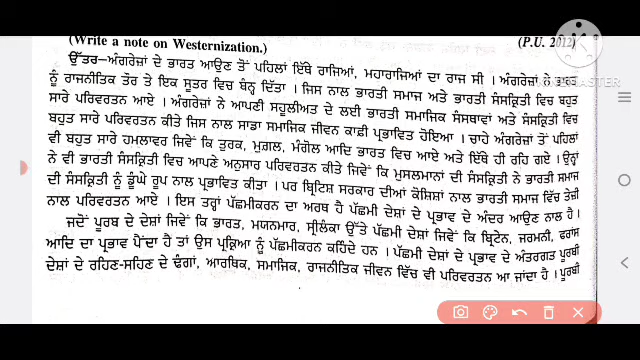 (Write a note on Westernization.) (P.U. 2012)
ਉੱਤਰ—ਅੰਗਰੇਜ਼ਾਂ ਦੇ ਭਾਰਤ ਆਉਣ ਤੋਂ ਪਹਿਲਾਂ ਇੱਥੇ ਰਾਜਿਆਂ, ਮਹਾਰਾਜਿਆਂ ਦਾ ਰਾਜ ਸੀ । ਅੰਗਰੇਜ਼ਾਂ ਨੇ ਭਾਰਤ
ਨੂੰ ਰਾਜਨੀਤਿਕ ਤੌਰ ਤੇ ਇਕ ਸੂਤਰ ਵਿਚ ਬੰਨ੍ਹ ਦਿੱਤਾ । ਜਿਸ ਨਾਲ ਭਾਰਤੀ ਸਮਾਜ ਅਤੇ ਭਾਰਤੀ ਸੰਸਕ੍ਰਿਤੀ ਵਿਚ ਬਹੁਤ
ਸਾਰੇ ਪਰਿਵਰਤਨ ਆਏ । ਅੰਗਰੇਜ਼ਾਂ ਨੇ ਆਪਣੀ ਸਹੂਲੀਅਤ ਦੇ ਲਈ ਭਾਰਤੀ ਸਮਾਜਿਕ ਸੰਸਥਾਵਾਂ ਅਤੇ ਸੰਸਕ੍ਰਿਤੀ ਵਿਚ
ਬਹੁਤ ਸਾਰੇ ਪਰਿਵਰਤਨ ਕੀਤੇ ਜਿਸ ਨਾਲ ਸਾਡਾ ਸਮਾਜਿਕ ਜੀਵਨ ਕਾਫ਼ੀ ਪ੍ਰਭਾਵਿਤ ਹੋਇਆ । ਚਾਹੇ ਅੰਗਰੇਜ਼ਾਂ ਤੋਂ ਪਹਿਲਾਂ
ਵੀ ਬਹੁਤ ਸਾਰੇ ਹਮਲਾਵਰ ਜਿਵੇਂ ਕਿ ਤੁਰਕ, ਮੁਗ਼ਲ, ਮੰਗੋਲ ਆਦਿ ਭਾਰਤ ਵਿਚ ਆਏ ਅਤੇ ਇੱਥੇ ਹੀ ਰਹਿ ਗਏ । ਉਨ੍ਹਾਂ
ਨੇ ਵੀ ਭਾਰਤੀ ਸੰਸਕ੍ਰਿਤੀ ਵਿਚ ਆਪਣੇ ਅਨੁਸਾਰ ਪਰਿਵਰਤਨ ਕੀਤੇ ਜਿਵੇਂ ਕਿ ਮੁਸਲਮਾਨਾਂ ਦੀ ਸੰਸਕ੍ਰਿਤੀ ਨੇ ਭਾਰਤੀ ਸਮਾਜ
ਦੀ ਸੰਸਕ੍ਰਿਤੀ ਨੂੰ ਡੂੰਘੇ ਰੂਪ ਨਾਲ ਪ੍ਰਭਾਵਿਤ ਕੀਤਾ । ਪਰ ਬ੍ਰਿਟਿਸ਼ ਸਰਕਾਰ ਦੀਆਂ ਕੋਸ਼ਿਸ਼ਾਂ ਨਾਲ ਭਾਰਤੀ ਸਮਾਜ ਵਿੱਚ ਤੇਜ਼ੀ
ਨਾਲ ਪਰਿਵਰਤਨ ਆਏ । ਇਸ ਤਰ੍ਹਾਂ ਪੱਛਮੀਕਰਨ ਦਾ ਅਰਥ ਹੈ ਪੱਛਮੀ ਦੇਸ਼ਾਂ ਦੇ ਪ੍ਰਭਾਵ ਦੇ ਅੰਦਰ ਆਉਣ ਨਾਲ ਹੈ ।
ਜਦੋਂ ਪੂਰਬ ਦੇ ਦੇਸ਼ਾਂ ਜਿਵੇਂ ਕਿ ਭਾਰਤ, ਮਯਨਮਾਰ, ਸ੍ਰੀਲੰਕਾ ਉੱਤੇ ਪੱਛਮੀ ਦੇਸ਼ਾਂ ਜਿਵੇਂ ਕਿ ਬ੍ਰਿਟੇਨ, ਜਰਮਨੀ, ਫਰਾਂਸ
ਆਦਿ ਦਾ ਪ੍ਰਭਾਵ ਪੈਂਦਾ ਹੈ ਤਾਂ ਉਸ ਪ੍ਰਕ੍ਰਿਆ ਨੂੰ ਪੱਛਮੀਕਰਨ ਕਹਿੰਦੇ ਹਨ । ਪੱਛਮੀ ਦੇਸ਼ਾਂ ਦੇ ਪ੍ਰਭਾਵ ਦੇ ਅੰਤਰਗਤ ਪੂਰਬੀ
ਦੇਸ਼ਾਂ ਦੇ ਰਹਿਣ-ਸਹਿਣ ਦੇ ਢੰਗਾਂ, ਆਰਥਿਕ, ਸਮਾਜਿਕ, ਰਾਜਨੀਤਿਕ ਜੀਵਨ ਵਿੱਚ ਵੀ ਪਰਿਵਰਤਨ ਆ ਜਾਂਦਾ ਹੈ । ਪੂਰਬੀ